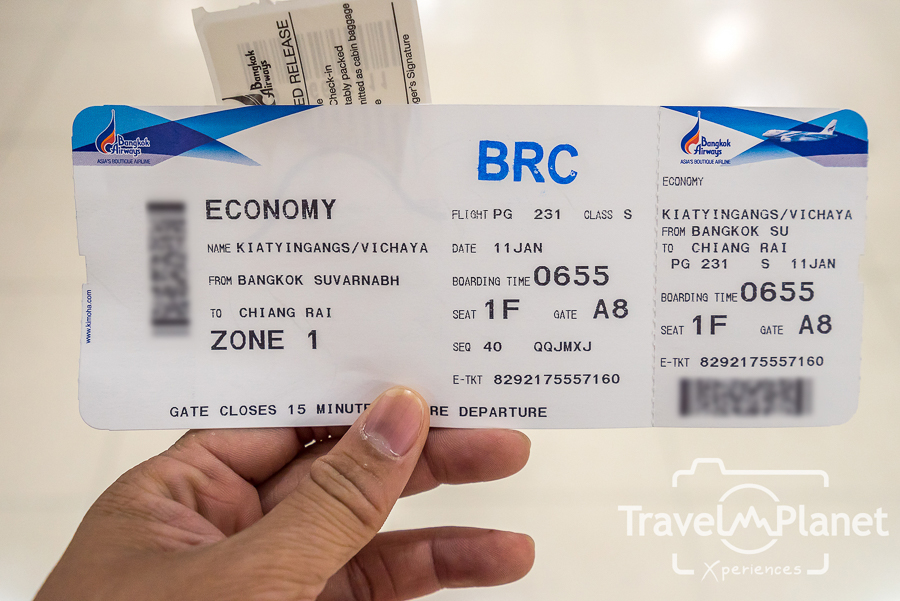 Bangkok
Airways
ED RELEASE
Check-in
tably packed
mitted as cabin baggage
ger's Signature
Bangkok
Airways
ASIA'S BOUTIQUE AIRLINE
BRC
ECONOMY
NAME KIATYINGANGS/VICHAYA
FROM BANGKOK SUVARNABH
TO CHIANG RAI
ZONE 1
FLIGHT PG 231 CLASS S
DATE 11JAN
BOARDING TIME 0655
SEAT 1F GATE A8
SEQ 40 QQJMXJ
E-TKT 8292175557160
GATE CLOSES 15 MINUTE RE DEPARTURE
www.kimoha.com
Bangkok
Airways
ASIA'S BOUTIQUE AIRLINE
ECONOMY
KIATYINGANGS/VICHAYA
FROM BANGKOK SU
TO CHIANG RAI
PG 231 S 11JAN
BOARDING TIME 0655
SEAT 1F GATE A8
E-TKT 8292175557160
Travel Planet
Xperiences